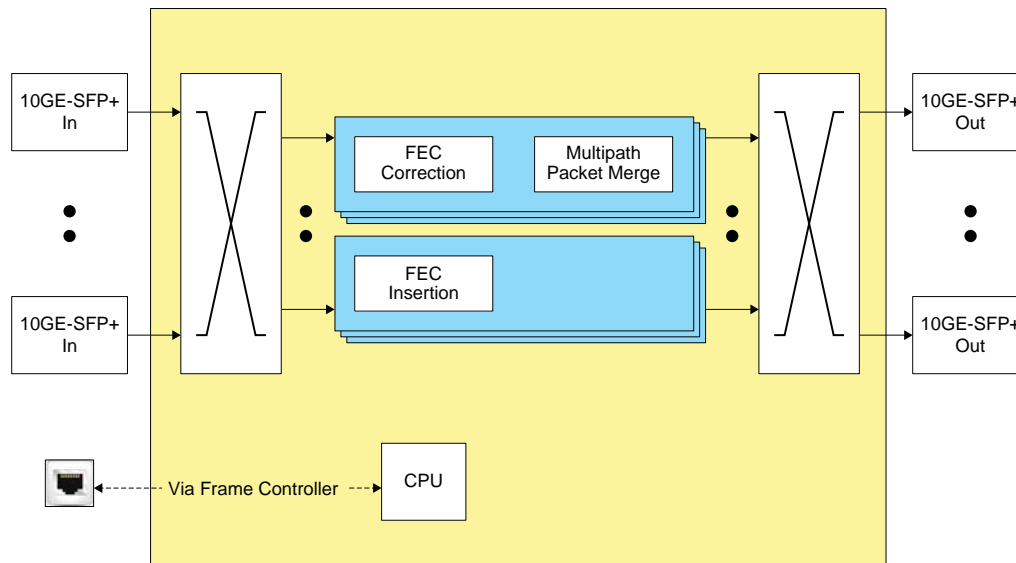 10GE-SFP+
In
10GE-SFP+
Out
FEC
Correction
Multipath
Packet Merge
FEC
Insertion
10GE-SFP+
In
10GE-SFP+
Out
Via Frame Controller
CPU